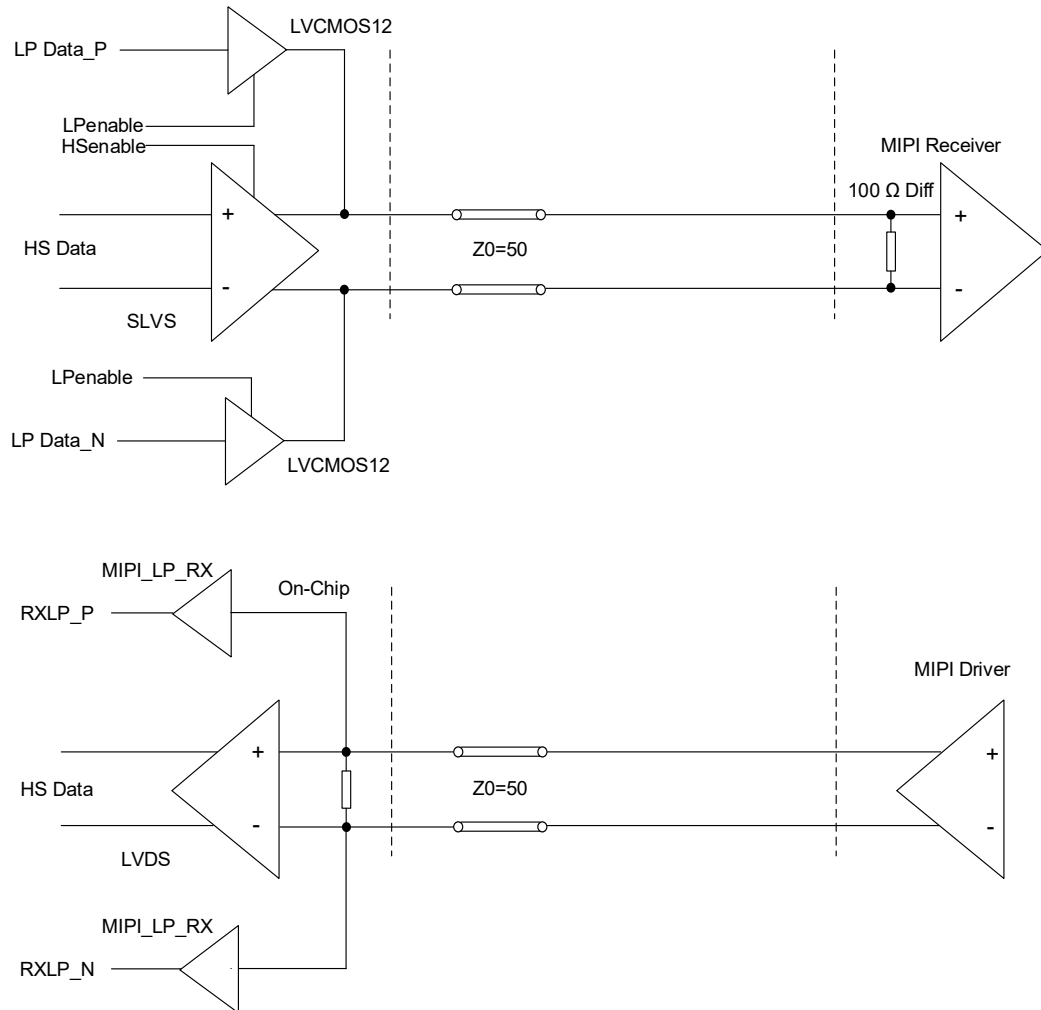 LVCMOS12
LP Data_P
LPenable
HSenable
MIPI Receiver
100 Ω Diff
+
+
HS Data
Z0=50
-
-
SLVS
LPenable
LP Data_N
LVCMOS12
MIPI_LP_RX
On-Chip
RXLP_P
MIPI Driver
+
+
HS Data
Z0=50
-
-
LVDS
MIPI_LP_RX
RXLP_N